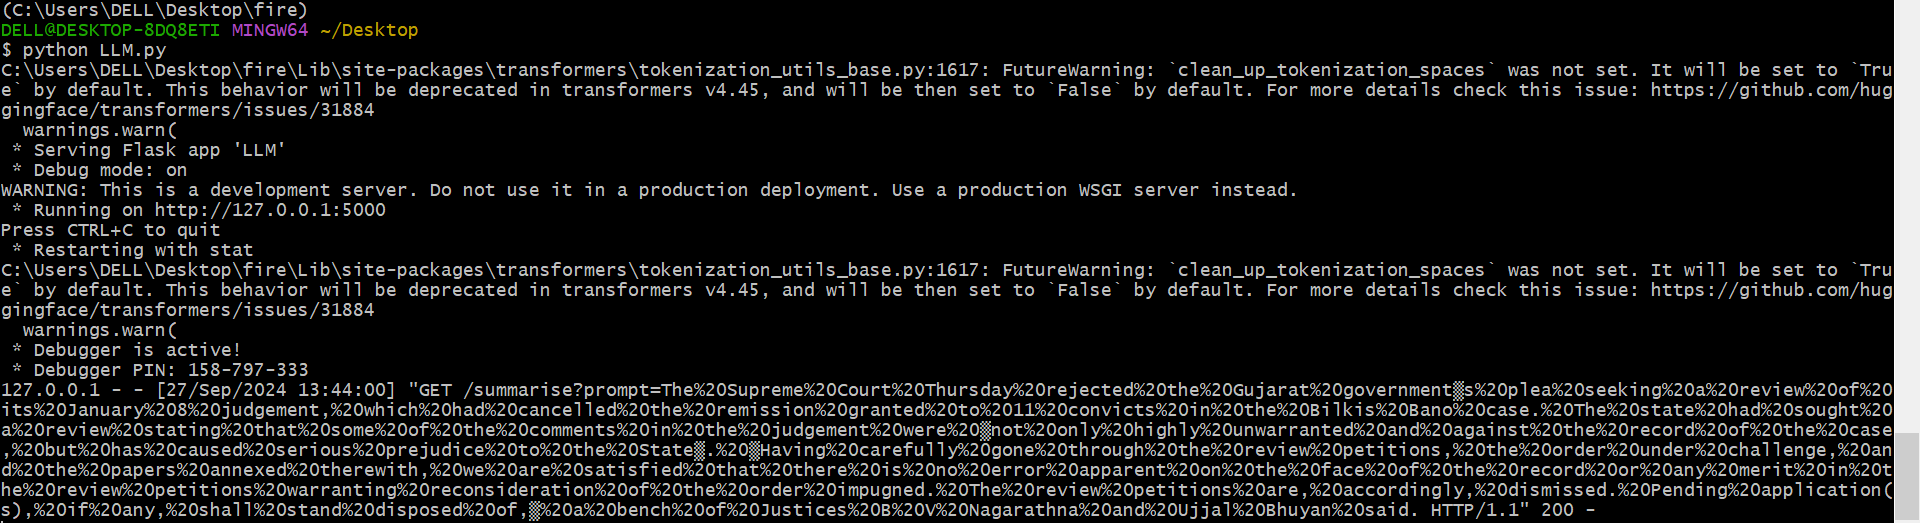 (C:\Users\DELL\Desktop\fire)
DELL@DESKTOP-8DQ8ETI MINGW64 ~/Desktop
$ python LLM.py
C:\Users\DELL\Desktop\fire\Lib\site-packages\transformers\tokenization_utils_base.py:1617: FutureWarning: `clean_up_tokenization_spaces` was not set. It will be set to `Tru
e` by default. This behavior will be deprecated in transformers v4.45, and will be then set to `False` by default. For more details check this issue: https://github.com/hug
gingface/transformers/issues/31884
  warnings.warn(
 * Serving Flask app 'LLM'
 * Debug mode: on
WARNING: This is a development server. Do not use it in a production deployment. Use a production WSGI server instead.
 * Running on http://127.0.0.1:5000
Press CTRL+C to quit
 * Restarting with stat
C:\Users\DELL\Desktop\fire\Lib\site-packages\transformers\tokenization_utils_base.py:1617: FutureWarning: `clean_up_tokenization_spaces` was not set. It will be set to `Tru
e` by default. This behavior will be deprecated in transformers v4.45, and will be then set to `False` by default. For more details check this issue: https://github.com/hug
gingface/transformers/issues/31884
  warnings.warn(
 * Debugger is active!
 * Debugger PIN: 158-797-333
127.0.0.1 - - [27/Sep/2024 13:44:00] "GET /summarise?prompt=The%20Supreme%20Court%20Thursday%20rejected%20the%20Gujarat%20government▒s%20plea%20seeking%20a%20review%20of%20
its%20January%208%20judgement,%20which%20had%20cancelled%20the%20remission%20granted%20to%2011%20convicts%20in%20the%20Bilkis%20Bano%20case.%20The%20state%20had%20sought%20
a%20review%20stating%20that%20some%20of%20the%20comments%20in%20the%20judgement%20were%20▒not%20only%20highly%20unwarranted%20and%20against%20the%20record%20of%20the%20case
,%20but%20has%20caused%20serious%20prejudice%20to%20the%20State▒.%20▒Having%20carefully%20gone%20through%20the%20review%20petitions,%20the%20order%20under%20challenge,%20an
d%20the%20papers%20annexed%20therewith,%20we%20are%20satisfied%20that%20there%20is%20no%20error%20apparent%20on%20the%20face%20of%20the%20record%20or%20any%20merit%20in%20t
he%20review%20petitions%20warranting%20reconsideration%20of%20the%20order%20impugned.%20The%20review%20petitions%20are,%20accordingly,%20dismissed.%20Pending%20application(
s),%20if%20any,%20shall%20stand%20disposed%20of,▒%20a%20bench%20of%20Justices%20B%20V%20Nagarathna%20and%20Ujjal%20Bhuyan%20said. HTTP/1.1" 200 -